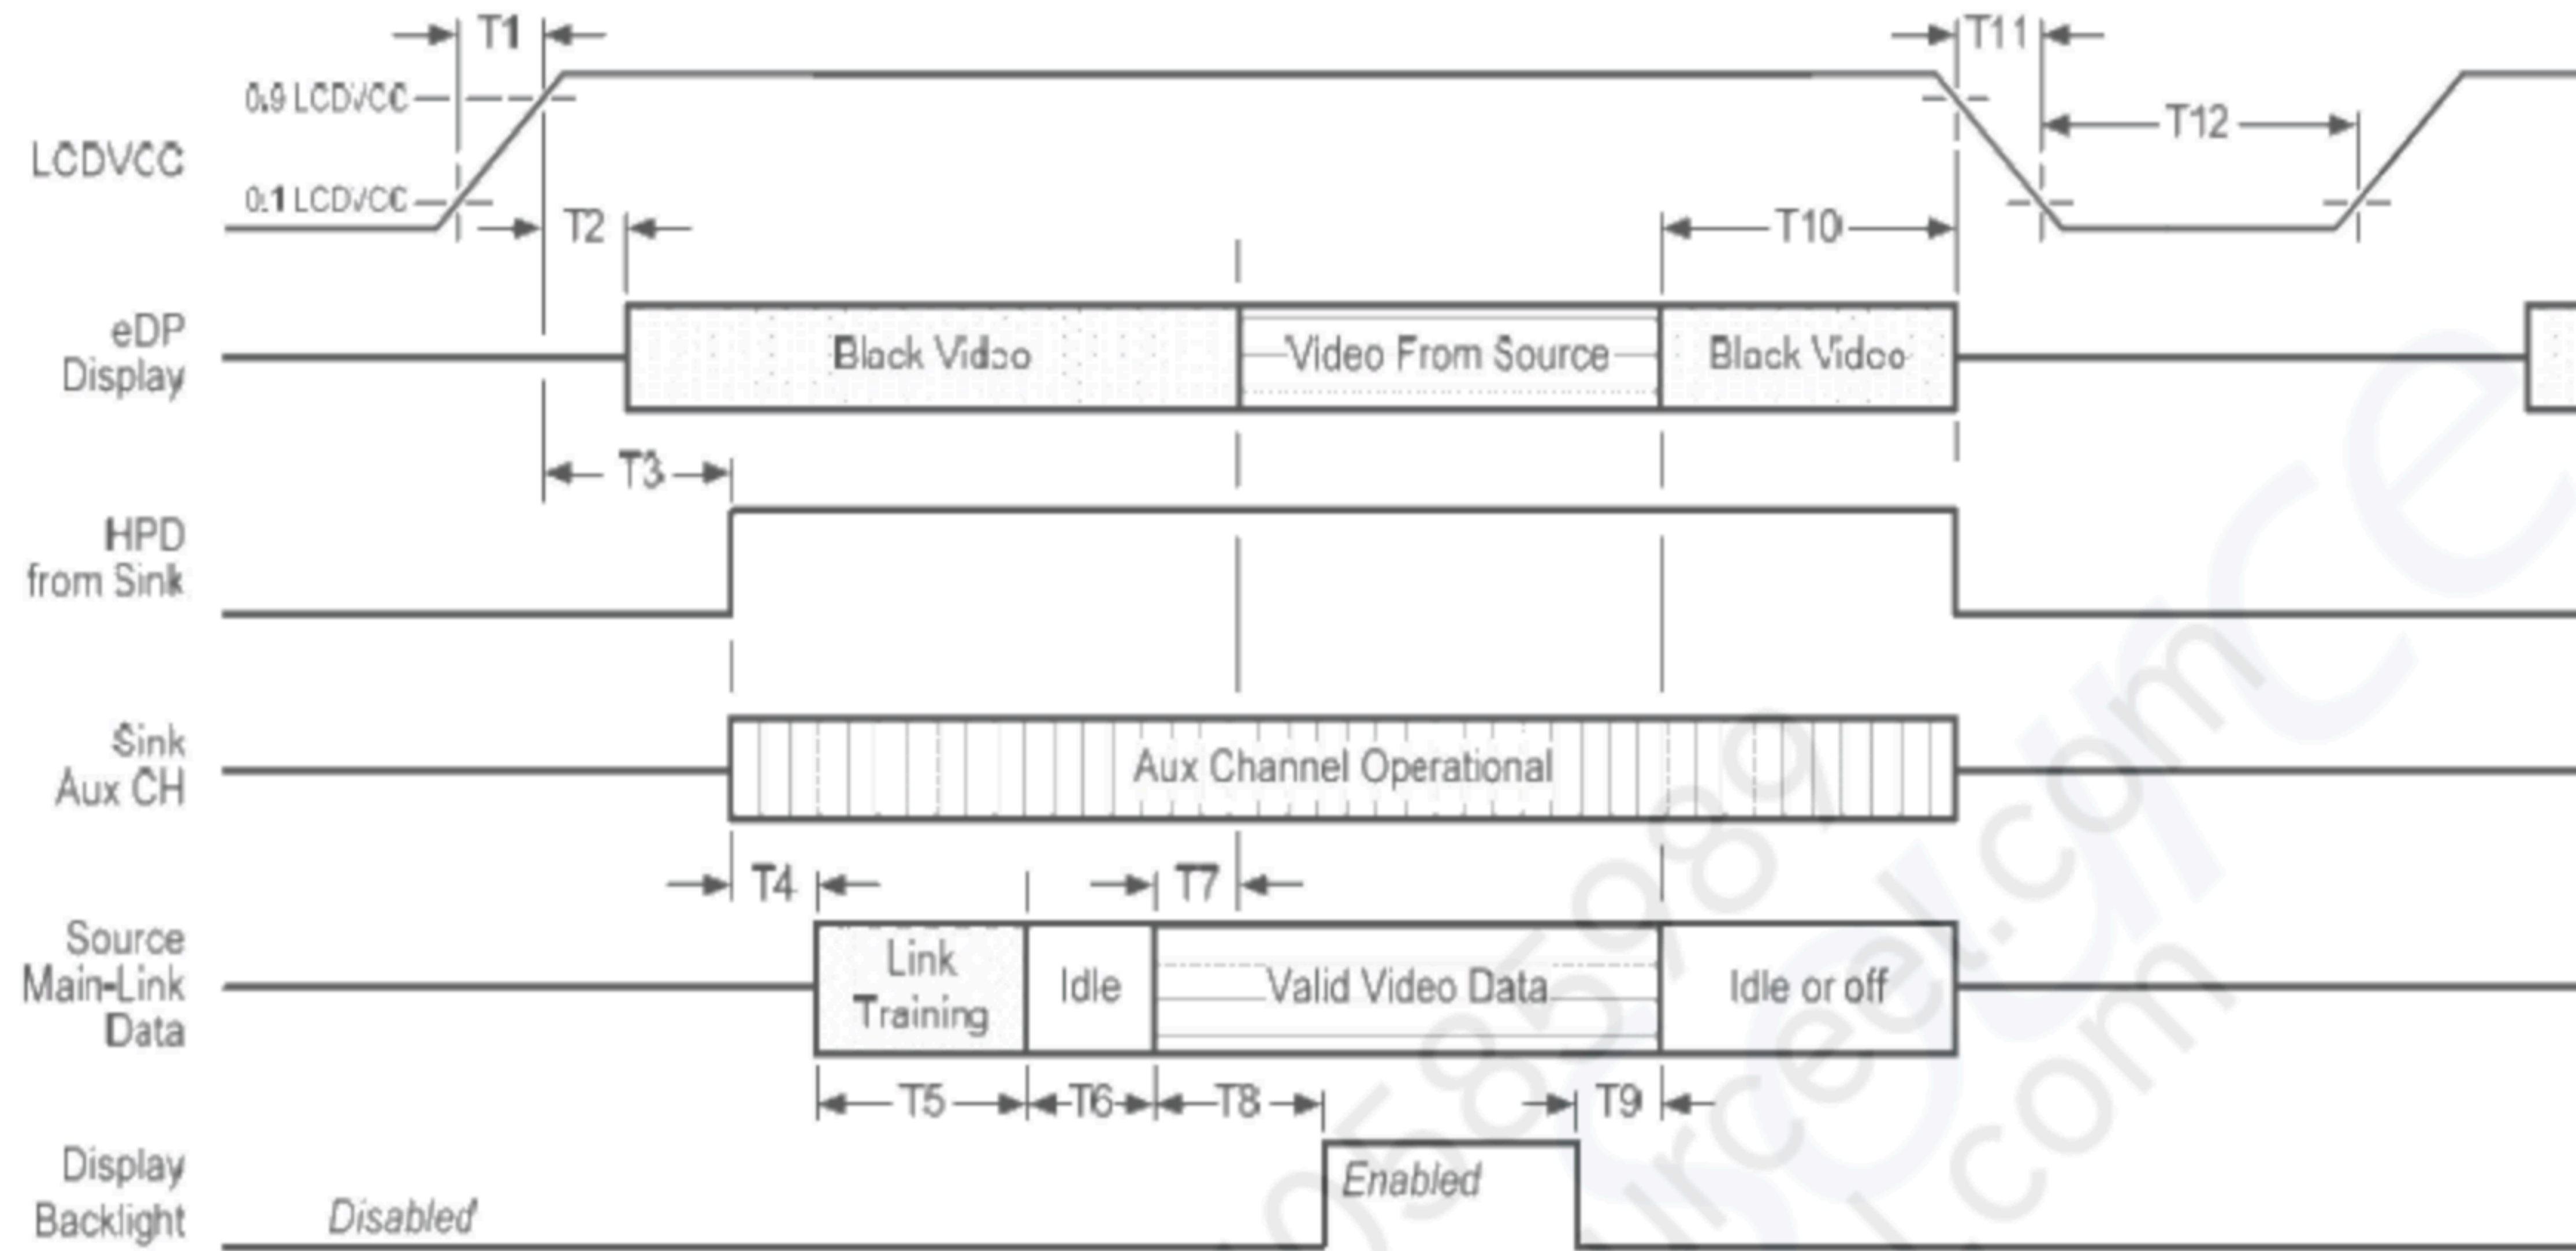 T1
T11
0.9 LCDVCC
T12
LCDVCC
0.1 LCDVCC
T2
T10
eDP
Display
Black Video
Video From Source
Black Video
T3
HPD
from Sink
Sink
Aux CH
Aux Channel Operational
T4
T7
Source
Main-Link
Data
Link
Training
Idle
Valid Video Data
Idle or off
T5
T6
T8
T9
Display
Backlight
Disabled
Enabled